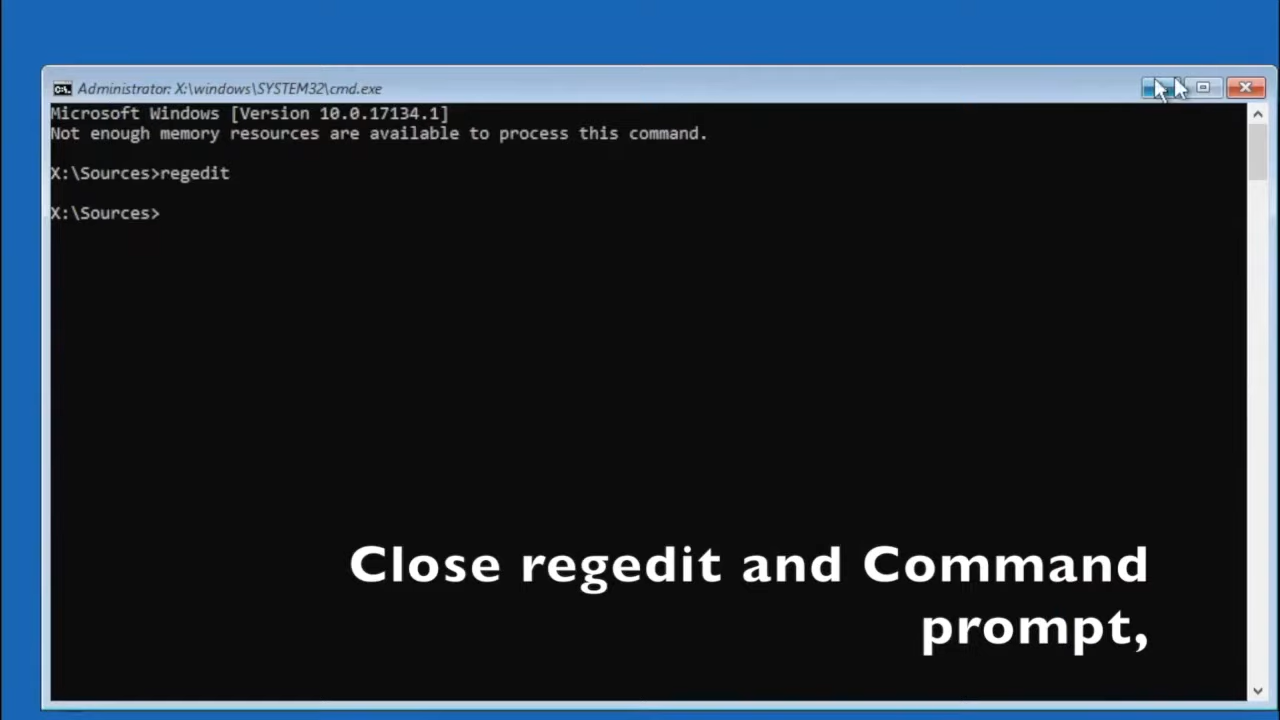 Administrator: X:\windows\SYSTEM32\cmd.exe
Microsoft Windows [Version 10.0.17134.1]
Not enough memory resources are available to process this command.
X:\Sources>regedit
X:\Sources>
Close regedit and Command
prompt,